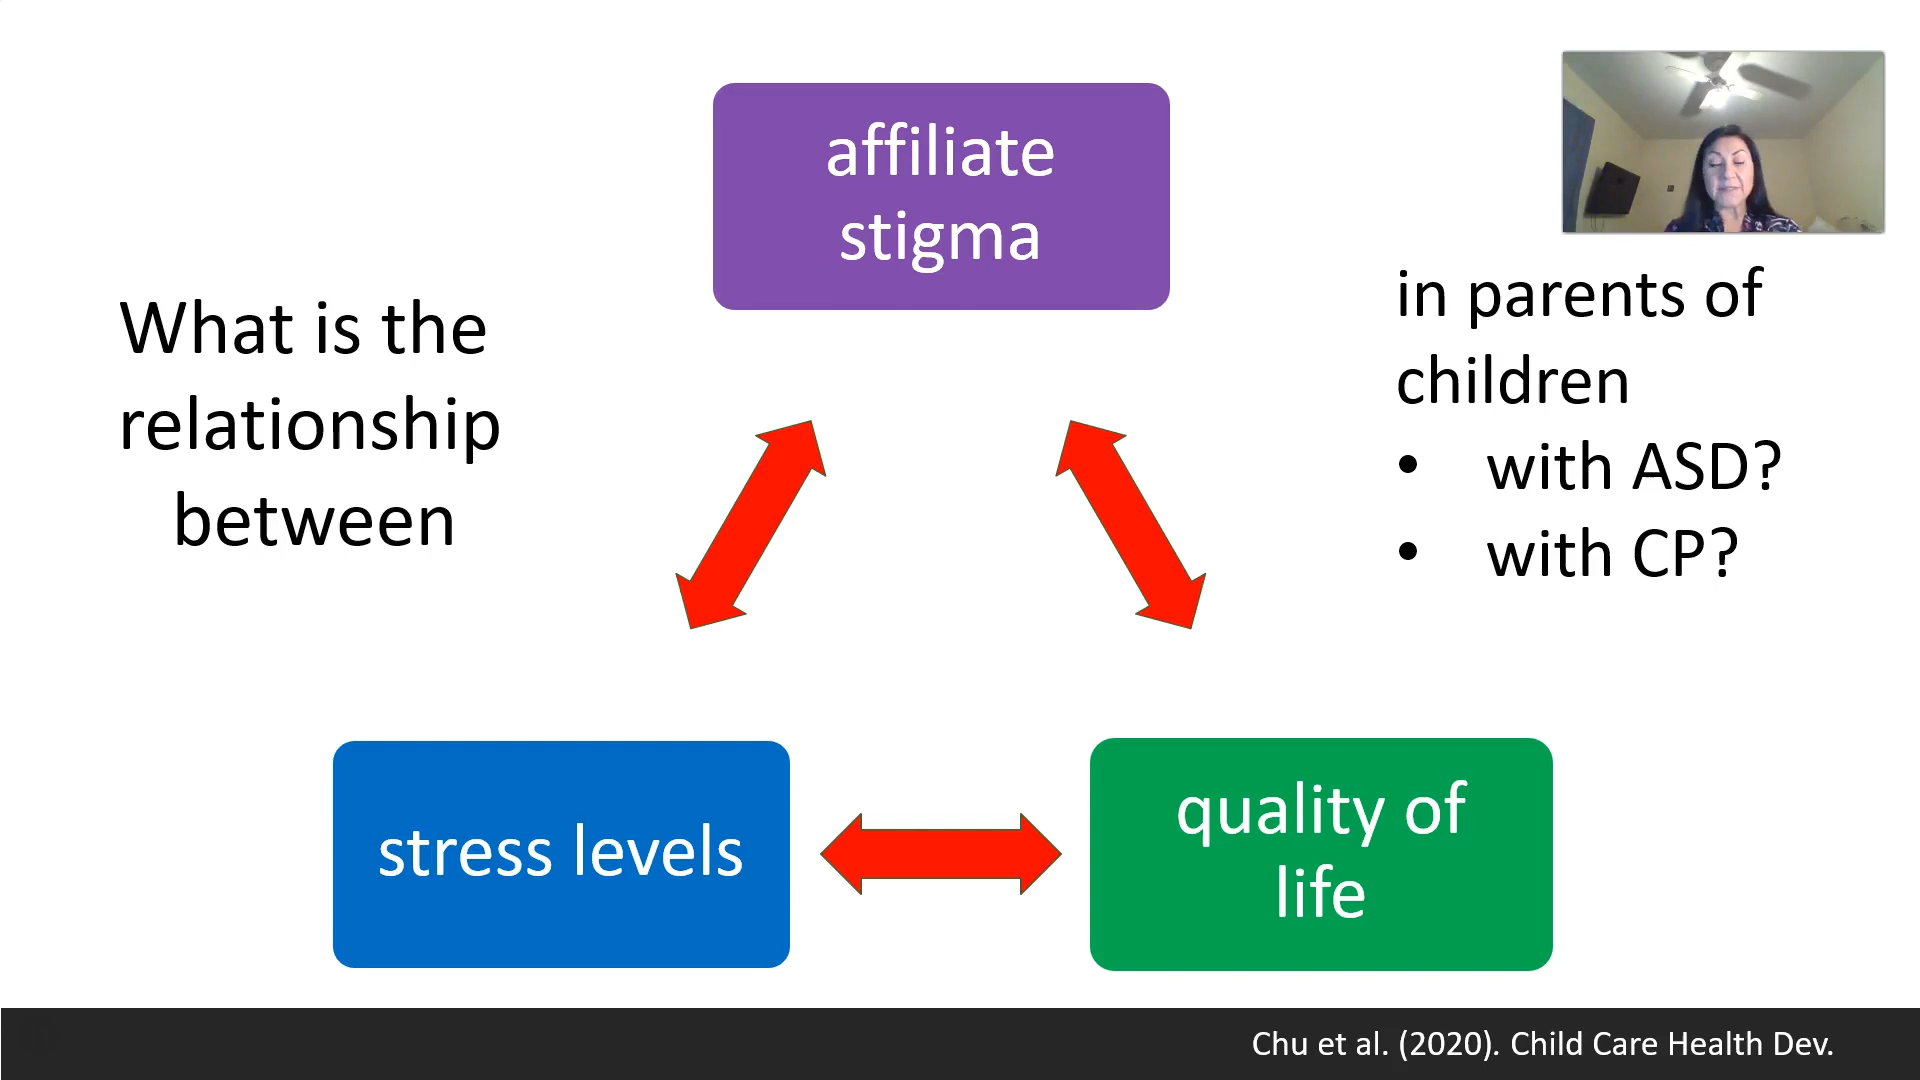 What is the
relationship
between
affiliate
stigma
stress levels
quality of
life
in parents of
children
• with ASD?
• with CP?
Chu et al. (2020). Child Care Health Dev.